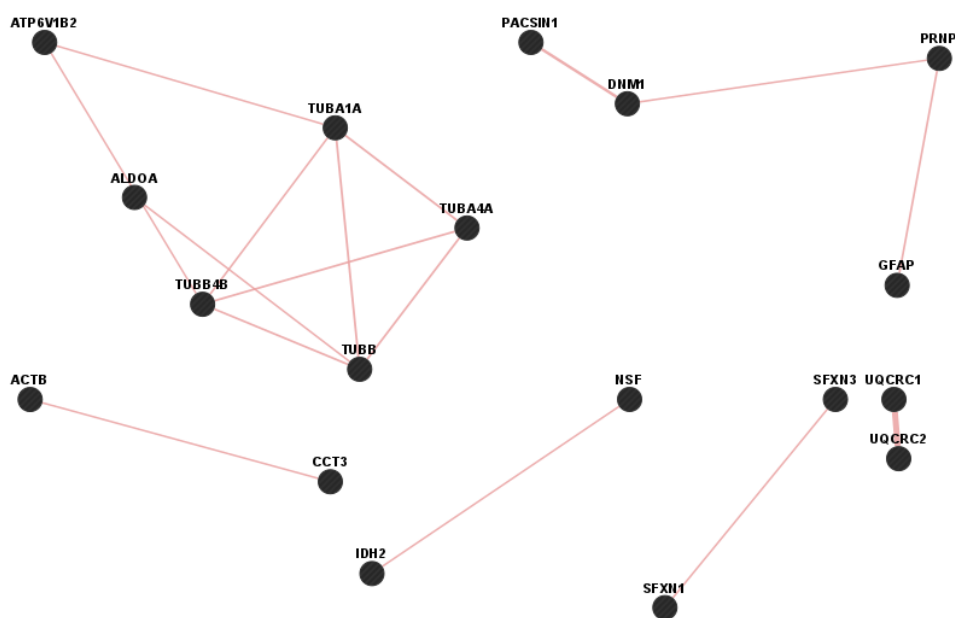 ATP6V1B2
PACSIN1
PRNP
DNM1
TUBA1A
ALDOA
TUBA4A
GFAP
TUBB4B
TUBB
ACTB
NSF
SFXN3
UQCRC1
UQCRC2
CCT3
IDH2
SFXN1